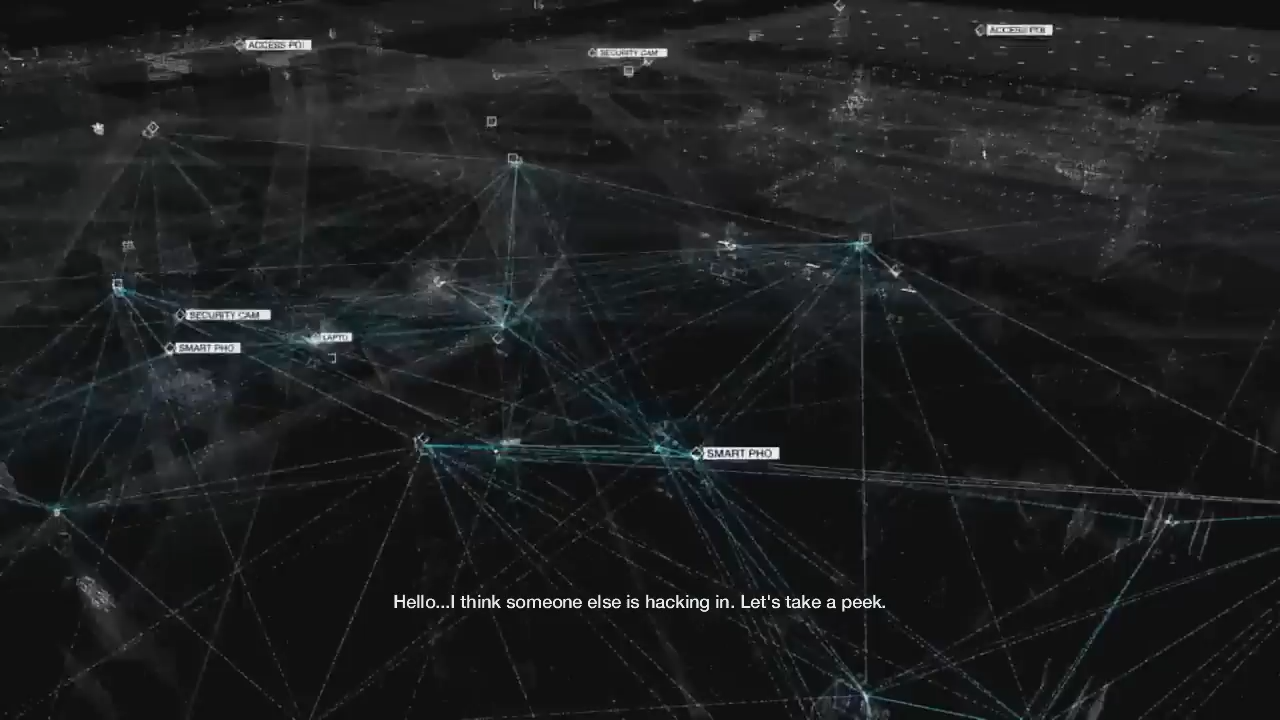 ACCESS POI
SECURITY CAM
ACCESS POI
SECURITY CAM
SMART PHO
LAPTO
SMART PHO
Hello...I think someone else is hacking in. Let's take a peek.